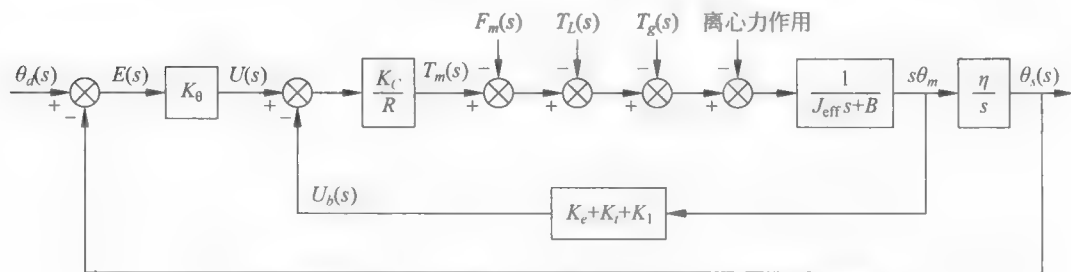 F_m(s) T_L(s) T_g(s) 离心力作用
θ_d(s) E(s) K_θ U(s) K_C/R T_m(s) 1/(J_eff s+B) sθ_m η/s θ_s(s)
+ − + − + − + − + − + −
U_b(s) K_e+K_t+K_1